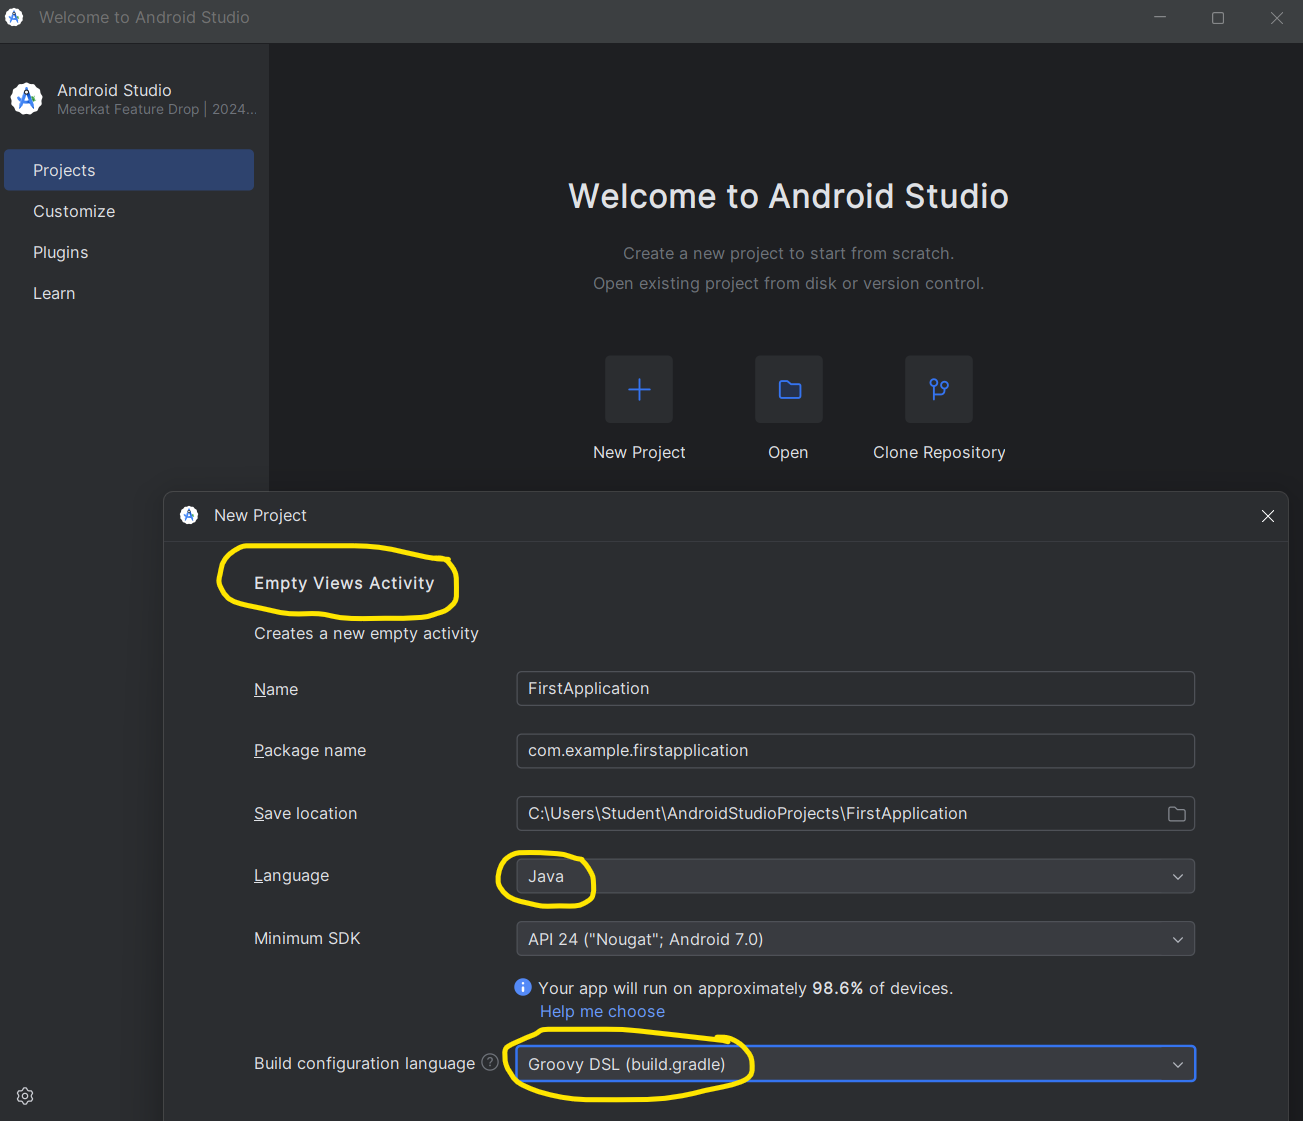 Welcome to Android Studio
Android Studio
Meerkat Feature Drop | 2024...
Projects
Customize
Plugins
Learn
Welcome to Android Studio
Create a new project to start from scratch.
Open existing project from disk or version control.
New Project
Open
Clone Repository
New Project
Empty Views Activity
Creates a new empty activity
Name
FirstApplication
Package name
com.example.firstapplication
Save location
C:\Users\Student\AndroidStudioProjects\FirstApplication
Language
Java
Minimum SDK
API 24 ("Nougat"; Android 7.0)
Your app will run on approximately 98.6% of devices.
Help me choose
Build configuration language ?
Groovy DSL (build.gradle)